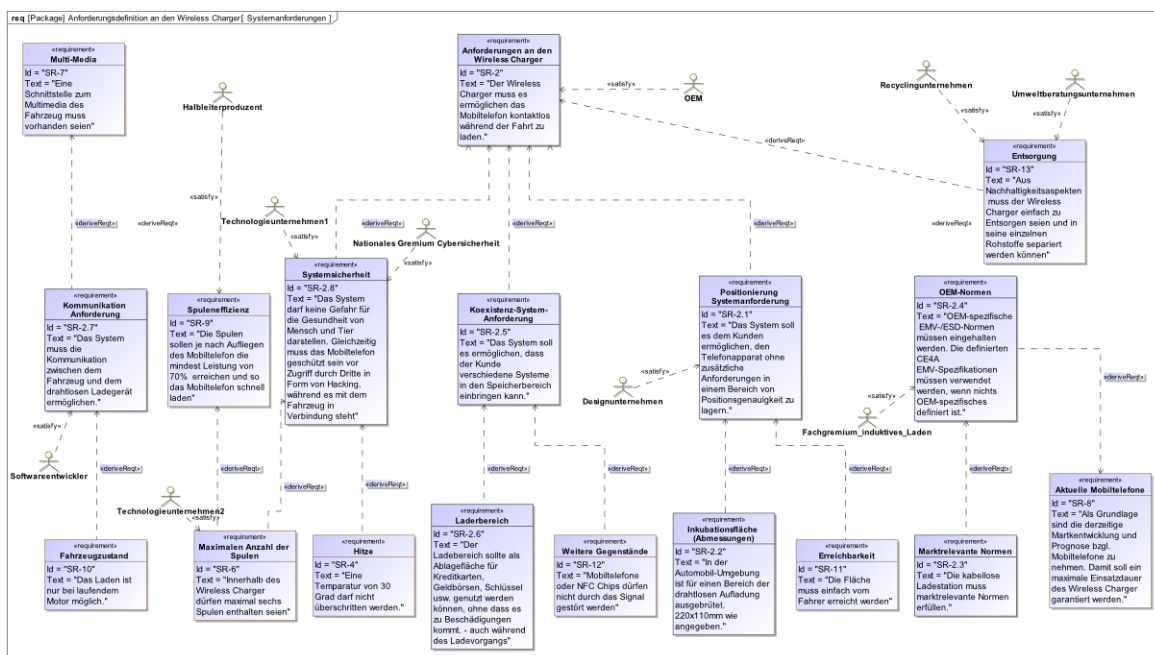 req [Package] Anforderungsdefinition an den Wireless Charger[ Systemanforderungen ]
«requirement»
Multi-Media
Id = "SR-7"
Text = "Eine
Schnittstelle zum
Multimedia des
Fahrzeug muss
vorhanden seien"
Halbleiterproduzent
«requirement»
Anforderungen an den
Wireless Charger
Id = "SR-2"
Text = "Der Wireless
Charger muss es
ermöglichen das
Mobiltelefon kontaktlos
während der Fahrt zu
laden."
«satisfy»
OEM
Recyclingunternehmen
Umweltberatungsunternehmen
«satisfy»
«satisfy»
«deriveReqt»
«requirement»
Entsorgung
Id = "SR-13"
Text = "Aus
Nachhaltigkeitsaspekten
muss der Wireless
Charger einfach zu
Entsorgen seien und in
seine einzelnen
Rohstoffe separiert
werden können"
«deriveReqt»
«deriveReqt»
«satisfy»
Technologieunternehmen1
«satisfy»
«deriveReqt»
Nationales Gremium Cybersicherheit
«satisfy»
«deriveReqt»
«deriveReqt»
«deriveReqt»
«requirement»
Kommunikation
Anforderung
Id = "SR-2.7"
Text = "Das System
muss die
Kommunikation
zwischen dem
Fahrzeug und dem
drahtlosen Ladegerät
ermöglichen."
«requirement»
Spuleneffizienz
Id = "SR-9"
Text = "Die Spulen
sollen je nach Aufliegen
des Mobiltelefon die
mindest Leistung von
70% erreichen und so
das Mobiltelefon schnell
laden"
«requirement»
Systemsicherheit
Id = "SR-2.8"
Text = "Das System
darf keine Gefahr für
die Gesundheit von
Mensch und Tier
darstellen. Gleichzeitig
muss das Mobiltelefon
geschützt sein vor
Zugriff durch Dritte in
Form von Hacking,
während es mit dem
Fahrzeug in
Verbindung steht"
«requirement»
Koexistenz-System-
Anforderung
Id = "SR-2.5"
Text = "Das System soll
es ermöglichen, dass
der Kunde
verschiedene Systeme
in den Speicherbereich
einbringen kann."
«requirement»
Positionierung
Systemanforderung
Id = "SR-2.1"
Text = "Das System soll
es dem Kunden
ermöglichen, den
Telefonapparat ohne
zusätzliche
Anforderungen in
einem Bereich von
Positionsgenauigkeit zu
lagern."
«requirement»
OEM-Normen
Id = "SR-2.4"
Text = "OEM-spezifische
EMV-/ESD-Normen
müssen eingehalten
werden. Die definierten
CE4A
EMV-Spezifikationen
müssen verwendet
werden, wenn nichts
OEM-spezifisches
definiert ist."
«satisfy»
Softwareentwickler
«deriveReqt»
Technologieunternehmen2
«satisfy»
«deriveReqt»
«deriveReqt»
«deriveReqt»
«deriveReqt»
«deriveReqt»
«satisfy»
Designunternehmen
«deriveReqt»
«deriveReqt»
«satisfy»
Fachgremium_induktives_Laden
«deriveReqt»
«deriveReqt»
«requirement»
Fahrzeugzustand
Id = "SR-10"
Text = "Das Laden ist
nur bei laufendem
Motor möglich."
«requirement»
Maximalen Anzahl der
Spulen
Id = "SR-6"
Text = "Innerhalb des
Wireless Charger
dürfen maximal sechs
Spulen enthalten seien"
«requirement»
Hitze
Id = "SR-4"
Text = "Eine
Temperatur von 30
Grad darf nicht
überschritten werden."
«requirement»
Laderbereich
Id = "SR-2.6"
Text = "Der
Ladebereich sollte als
Ablagefläche für
Kreditkarten,
Geldbörsen, Schlüssel
usw. genutzt werden
können, ohne dass es
zu Beschädigungen
kommt. - auch während
des Ladevorgangs"
«requirement»
Weitere Gegenstände
Id = "SR-12"
Text = "Mobiltelefone
oder NFC Chips dürfen
nicht durch das Signal
gestört werden"
«requirement»
Inkubationsfläche
(Abmessungen)
Id = "SR-2.2"
Text = "In der
Automobil-Umgebung
ist für einen Bereich der
drahtlosen Aufladung
ausgebrütet.
220x110mm wie
angegeben."
«requirement»
Erreichbarkeit
Id = "SR-11"
Text = "Die Fläche
muss einfach vom
Fahrer erreicht werden"
«requirement»
Marktrelevante Normen
Id = "SR-2.3"
Text = "Die kabellose
Ladestation muss
marktrelevante Normen
erfüllen."
«requirement»
Aktuelle Mobiltelefone
Id = "SR-8"
Text = "Als Grundlage
sind die derzeitige
Martkentwicklung und
Prognose bzgl.
Mobiltelefone zu
nehmen. Damit soll ein
maximale Einsatzdauer
des Wireless Charger
garantiert werden."